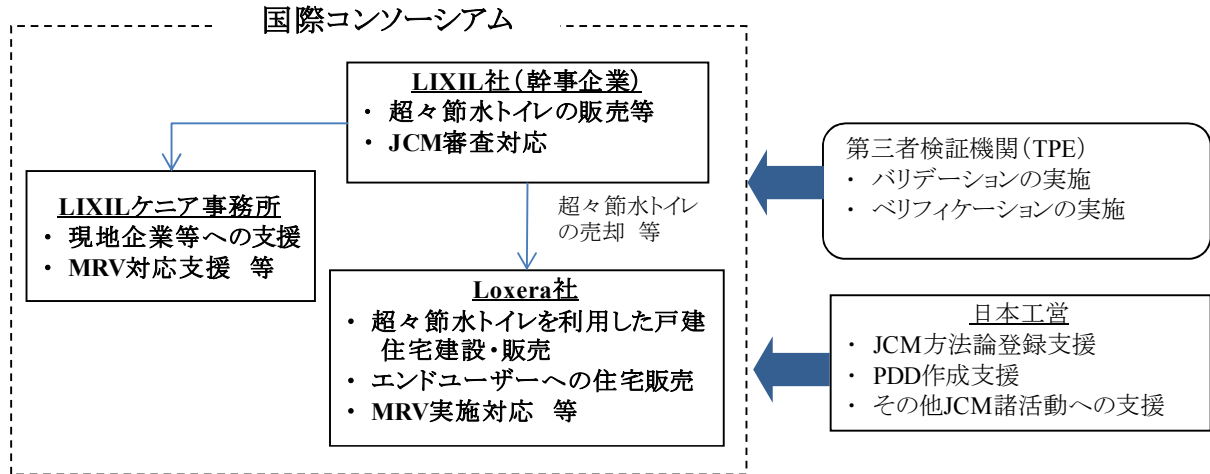 国際コンソーシアム
LIXIL社(幹事企業)
・ 超々節水トイレの販売等
・ JCM審査対応
LIXILケニア事務所
・ 現地企業等への支援
・ MRV対応支援 等
超々節水トイレ
の売却 等
Loxera社
・ 超々節水トイレを利用した戸建
住宅建設・販売
・ エンドユーザーへの住宅販売
・ MRV実施対応 等
第三者検証機関(TPE)
・ バリデーションの実施
・ ベリフィケーションの実施
日本工営
・ JCM方法論登録支援
・ PDD作成支援
・ その他JCM諸活動への支援